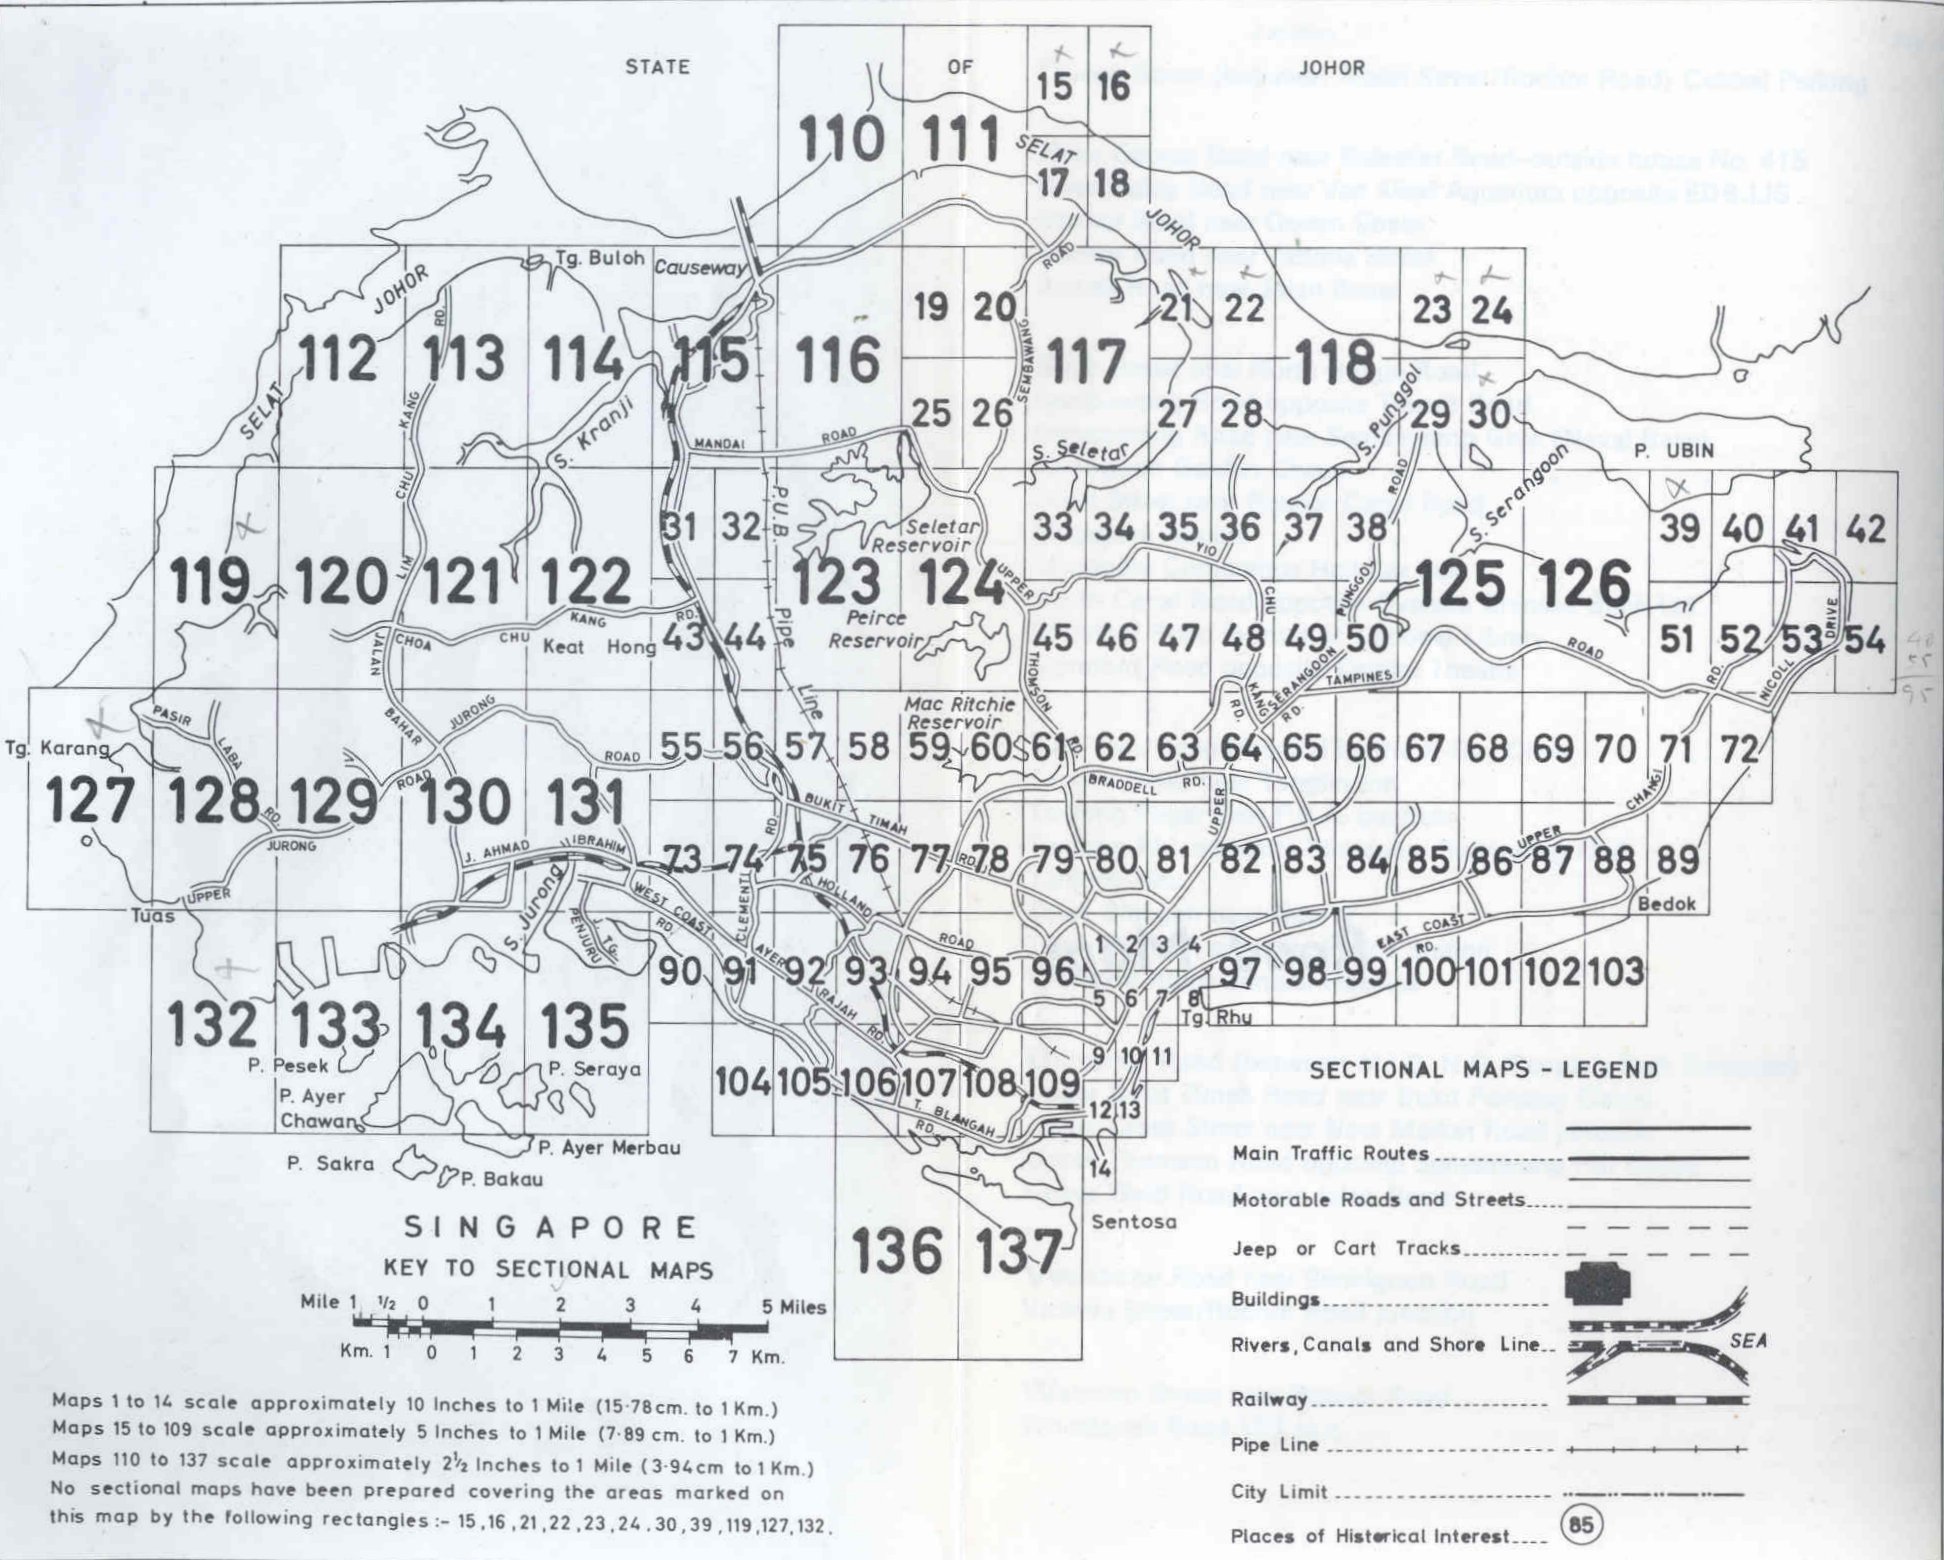 STATE OF JOHOR
15 16
110 111
SELAT
17 18
JOHOR
Tg. Buloh
Causeway
JOHOR
ROAD
RD.
19 20 21 22 23 24
112 113 114 115 116 117 118
SEMBAWANG
S. Punggol
SELAT
KANG
S. Kranji
25 26 27 28 29 30
MANDAI ROAD
S. Seletar
P. UBIN
CHU
P.U.B.
ROAD
S. Serangoon
31 32
Seletar Reservoir
33 34 35 36 37 38
39 40 41 42
YIO
119 120 121 122 123 124 125 126
LIM
UPPER
CHU
PUNGGOL
DRIVE
Pipe
Peirce Reservoir
KANG RD.
CHOA CHU
Keat Hong
43 44
45 46 47 48 49 50
51 52 53 54
JALAN
THOMSON
ROAD
SERANGOON
TAMPINES
RD.
NICOLL
KANG
RD.
RD.
Line
PASIR
BAHAR
JURONG
Mac Ritchie Reservoir
Tg. Karang
LABA
ROAD
55 56 57 58 59 60 61 62 63 64 65 66 67 68 69 70 71 72
RD.
BRADDELL RD.
127 128 129 130 131
ROAD
BUKIT TIMAH
CHANGI
RD.
UPPER
RD.
JURONG
J. AHMAD IBRAHIM
UPPER
73 74 75 76 77 78 79 80 81 82 83 84 85 86 87 88 89
RD.
UPPER
Tuas
S. Jurong
WEST COAST
RD.
CLEMENTI
HOLLAND
Bedok
J. TG.
PENJURU
AYER
ROAD
EAST COAST
RD.
1 2 3 4
90 91 92 93 94 95 96
97 98 99 100 101 102 103
5 6 7 8
RAJAH
RD.
Tg. Rhu
132 133 134 135
P. Pesek
P. Seraya
9 10 11
104 105 106 107 108 109
P. Ayer
Chawan
T. BLANGAH
RD.
12 13
14
P. Ayer Merbau
P. Sakra
P. Bakau
Sentosa
136 137
SINGAPORE
KEY TO SECTIONAL MAPS
Mile 1 ½ 0 1 2 3 4 5 Miles
Km. 1 0 1 2 3 4 5 6 7 Km.
Maps 1 to 14 scale approximately 10 Inches to 1 Mile (15·78cm. to 1 Km.)
Maps 15 to 109 scale approximately 5 Inches to 1 Mile (7·89 cm. to 1 Km.)
Maps 110 to 137 scale approximately 2½ Inches to 1 Mile (3·94cm to 1 Km.)
No sectional maps have been prepared covering the areas marked on
this map by the following rectangles :- 15,16,21,22,23,24.30,39,119,127,132.
SECTIONAL MAPS - LEGEND
Main Traffic Routes
Motorable Roads and Streets
Jeep or Cart Tracks
Buildings
Rivers, Canals and Shore Line
SEA
Railway
Pipe Line
City Limit
Places of Historical Interest
85